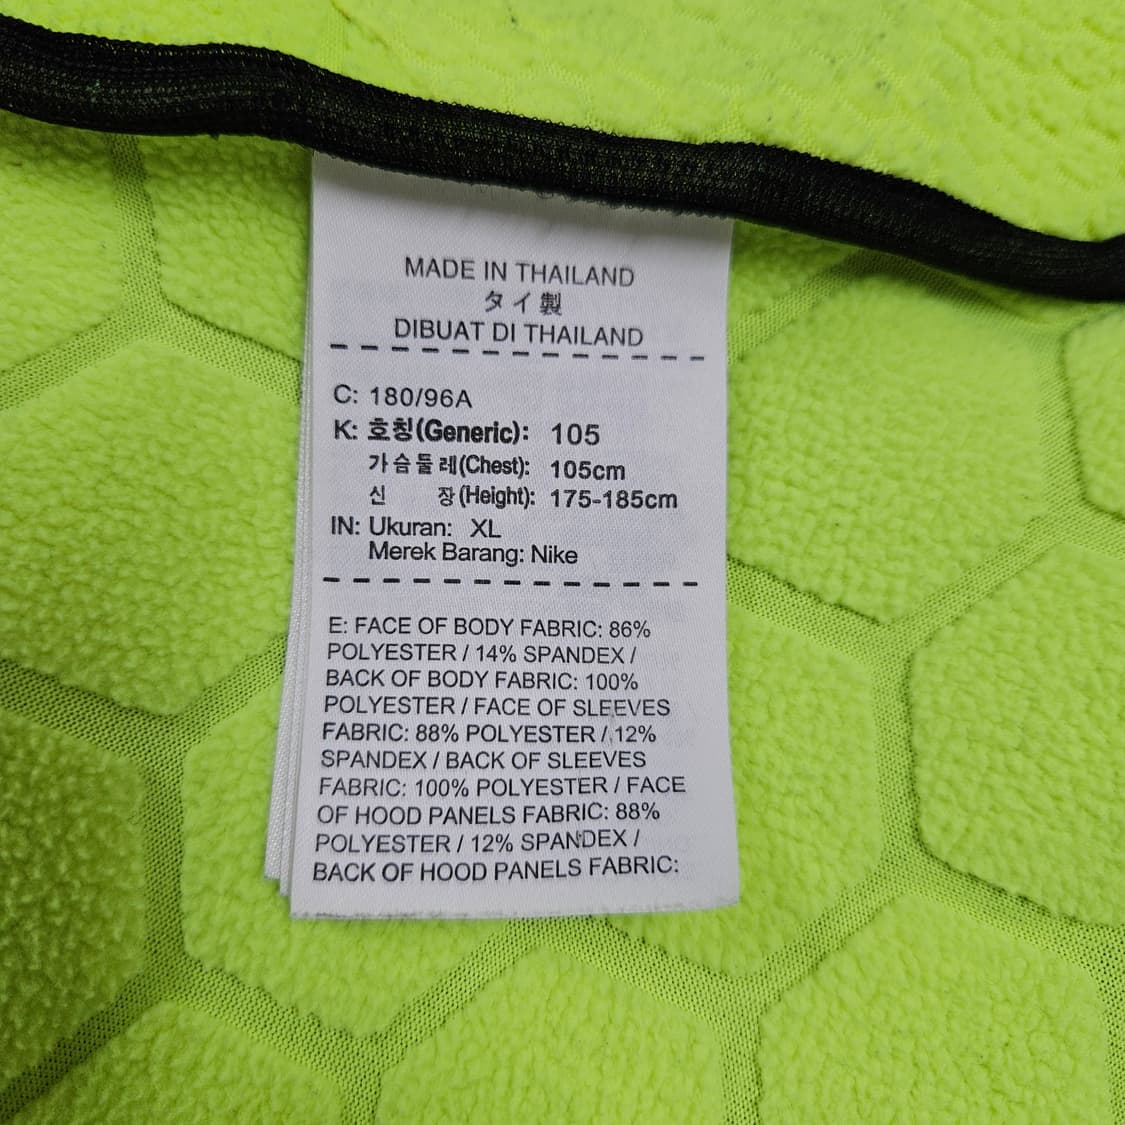 MADE IN THAILAND
タイ製
DIBUAT DI THAILAND
C: 180/96A
K: 호칭(Generic): 105
가슴둘레(Chest): 105cm
신 장(Height): 175-185cm
IN: Ukuran: XL
Merek Barang: Nike
E: FACE OF BODY FABRIC: 86%
POLYESTER / 14% SPANDEX /
BACK OF BODY FABRIC: 100%
POLYESTER / FACE OF SLEEVES
FABRIC: 88% POLYESTER / 12%
SPANDEX / BACK OF SLEEVES
FABRIC: 100% POLYESTER / FACE
OF HOOD PANELS FABRIC: 88%
POLYESTER / 12% SPANDEX /
BACK OF HOOD PANELS FABRIC: